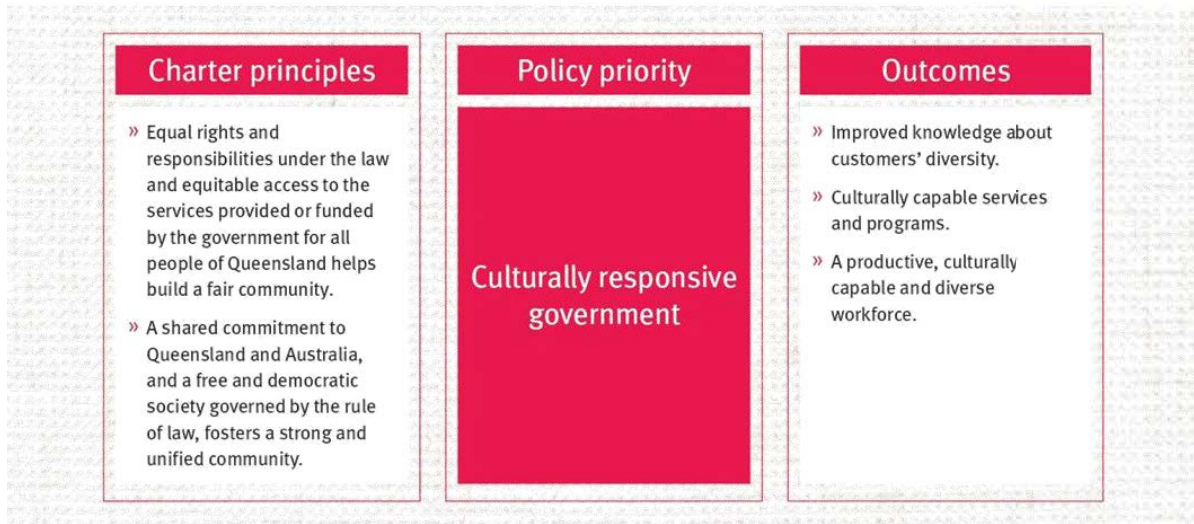 Charter principles
» Equal rights and
responsibilities under the law
and equitable access to the
services provided or funded
by the government for all
people of Queensland helps
build a fair community.
» A shared commitment to
Queensland and Australia,
and a free and democratic
society governed by the rule
of law, fosters a strong and
unified community.
Policy priority
Culturally responsive
government
Outcomes
» Improved knowledge about
customers’ diversity.
» Culturally capable services
and programs.
» A productive, culturally
capable and diverse
workforce.